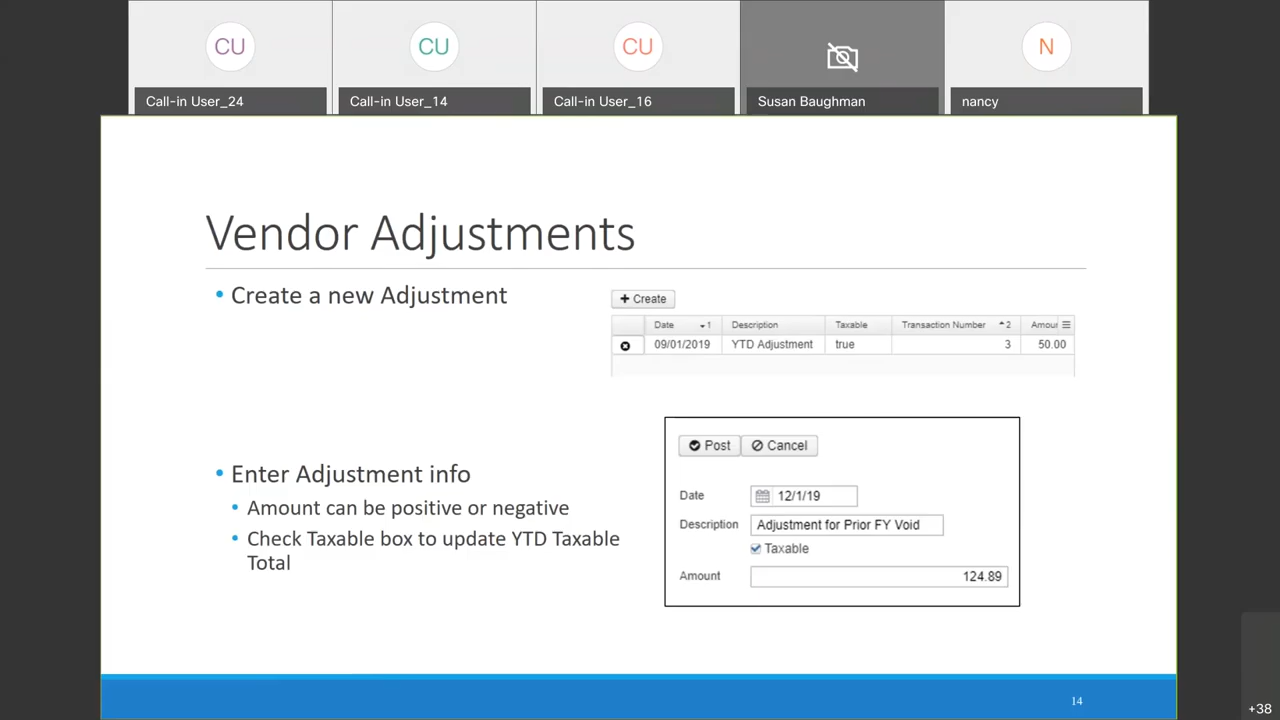 CU
CU
CU
N
Call-in User_24
Call-in User_14
Call-in User_16
Susan Baughman
nancy
Vendor Adjustments
• Create a new Adjustment
+ Create
Date 1 Description Taxable Transaction Number 2 Amour
09/01/2019 YTD Adjustment true 3 50.00
• Enter Adjustment info
• Amount can be positive or negative
• Check Taxable box to update YTD Taxable
Total
Post Cancel
Date 12/1/19
Description Adjustment for Prior FY Void
Taxable
Amount 124.89
14
+38